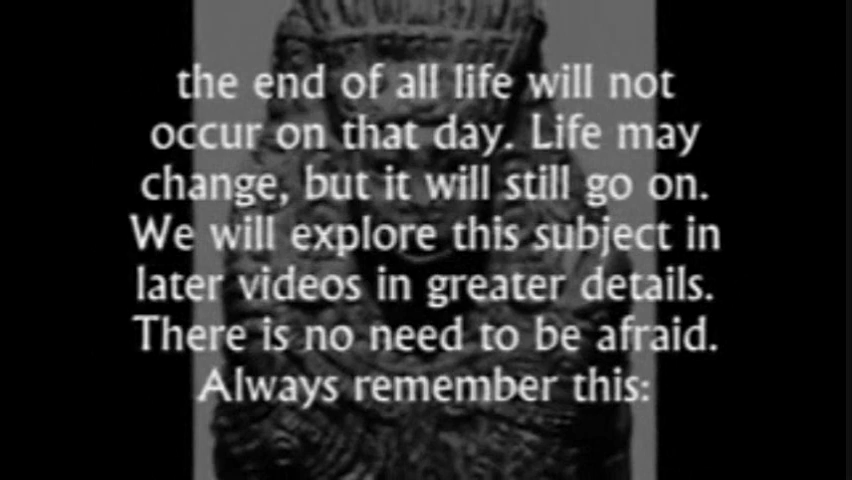 the end of all life will not
occur on that day. Life may
change, but it will still go on.
We will explore this subject in
later videos in greater details.
There is no need to be afraid.
Always remember this: